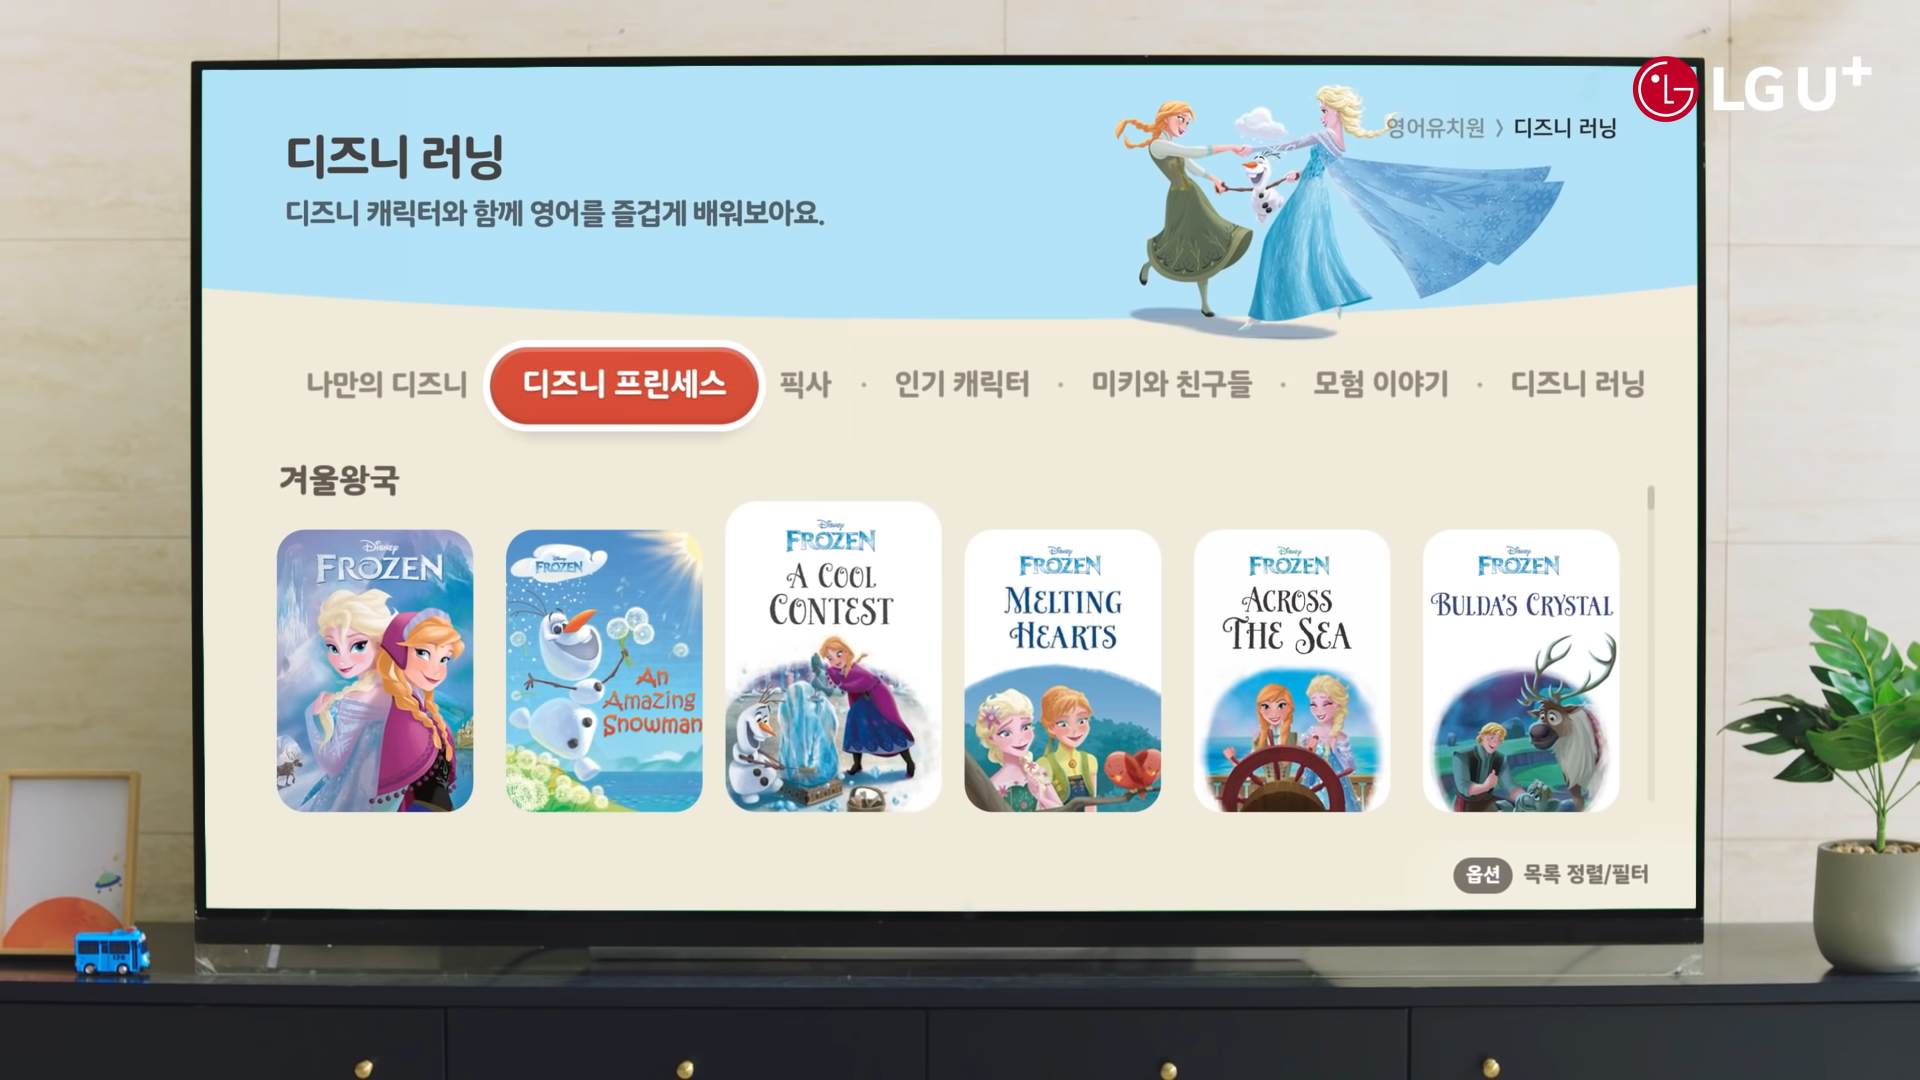 LG U+
영어유치원 > 디즈니 러닝
디즈니 러닝
디즈니 캐릭터와 함께 영어를 즐겁게 배워보아요.
나만의 디즈니
디즈니 프린세스
픽사 · 인기 캐릭터 · 미키와 친구들 · 모험 이야기 · 디즈니 러닝
겨울왕국
Disney
FROZEN
Disney
FROZEN
An
Amazing
Snowman
Disney
FROZEN
A COOL
CONTEST
Disney
FROZEN
MELTING
HEARTS
Disney
FROZEN
ACROSS
THE SEA
Disney
FROZEN
BULDA'S CRYSTAL
옵션 목록 정렬/필터